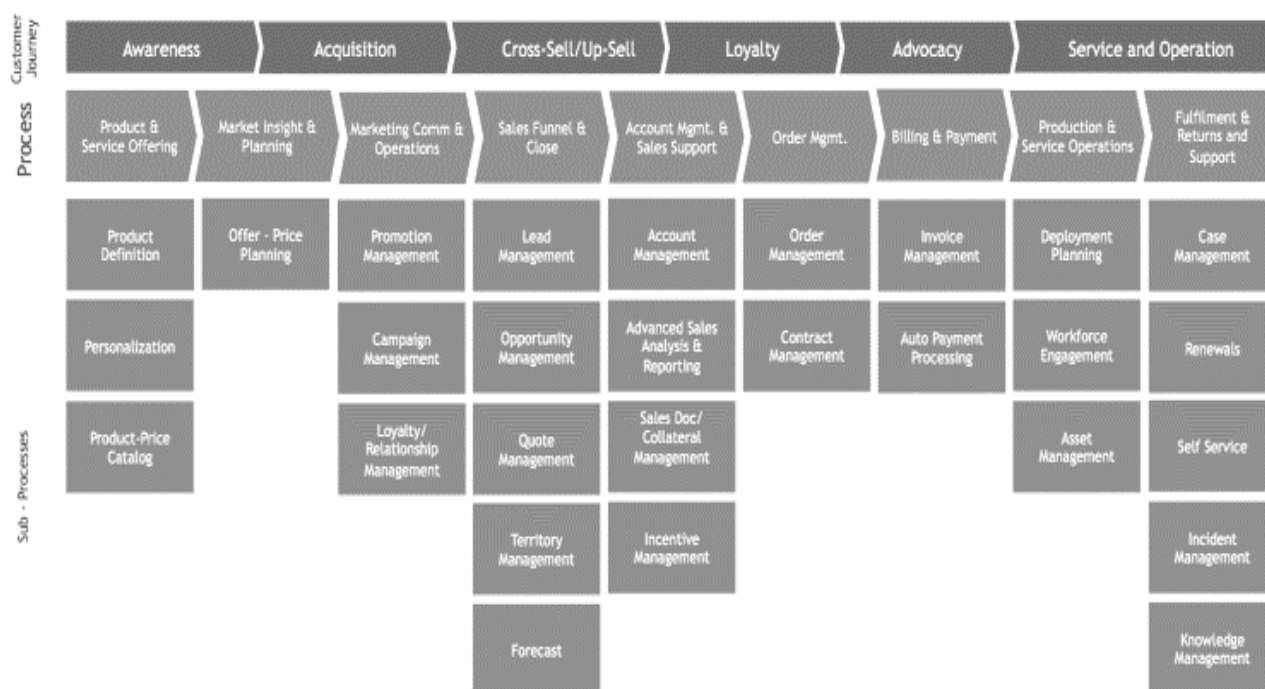 Customer
Journey
Awareness
Acquisition
Cross-Sell/Up-Sell
Loyalty
Advocacy
Service and Operation
Process
Product &
Service Offering
Market Insight &
Planning
Marketing Comm &
Operations
Sales Funnel &
Close
Account Mgmt. &
Sales Support
Order Mgmt.
Billing & Payment
Production &
Service Operations
Fulfilment &
Returns and
Support
Sub - Processes
Product
Definition
Offer - Price
Planning
Promotion
Management
Lead
Management
Account
Management
Order
Management
Invoice
Management
Deployment
Planning
Case
Management
Personalization
Campaign
Management
Opportunity
Management
Advanced Sales
Analysis &
Reporting
Contract
Management
Auto Payment
Processing
Workforce
Engagement
Renewals
Product-Price
Catalog
Loyalty/
Relationship
Management
Quote
Management
Sales Doc/
Collateral
Management
Asset
Management
Self Service
Territory
Management
Incentive
Management
Incident
Management
Forecast
Knowledge
Management